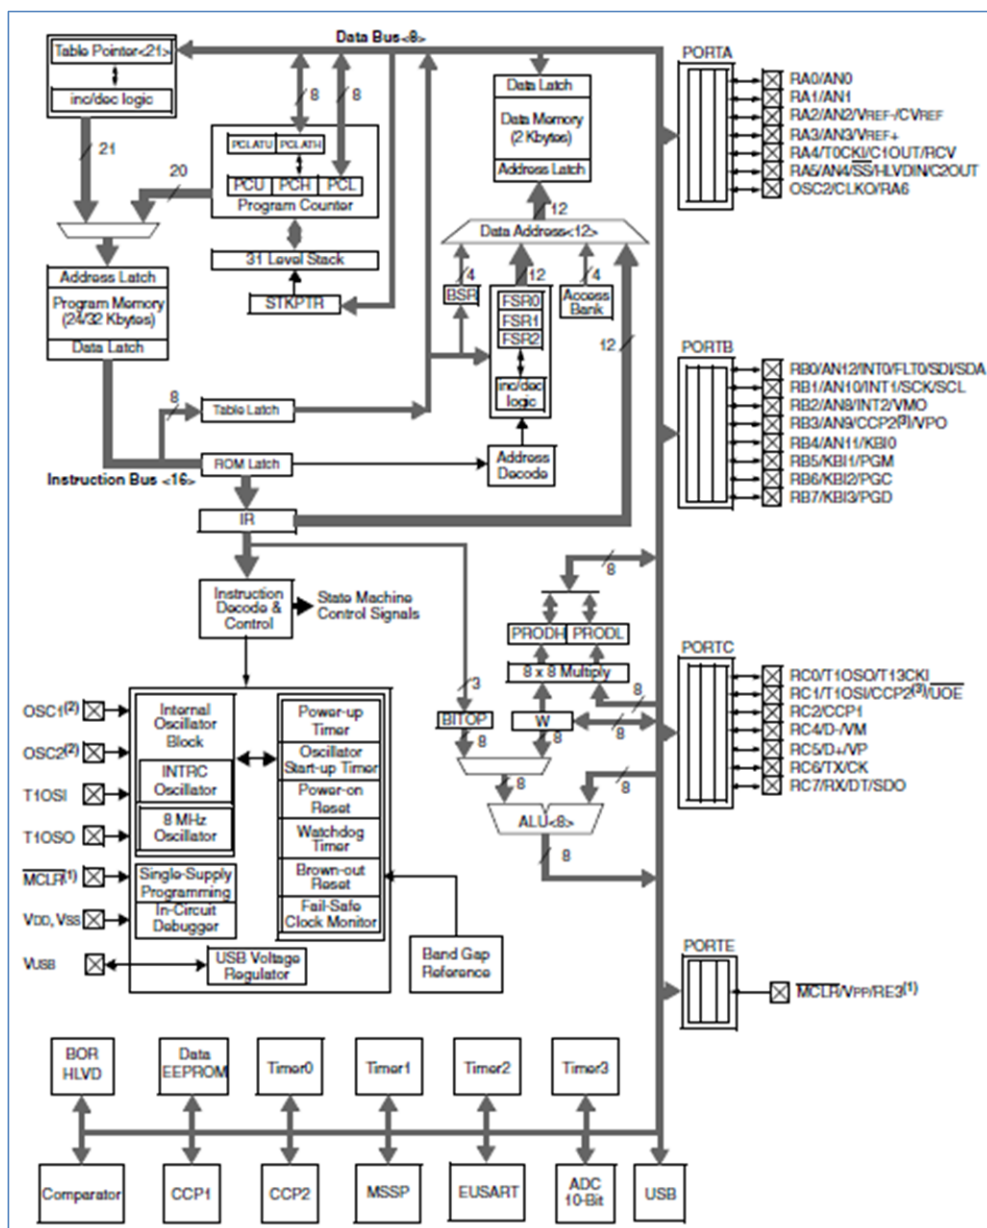 Data Bus<8>
Table Pointer<21>
inc/dec logic
21
20
8
8
PCLATU PCLATH
PCU PCH PCL
Program Counter
31 Level Stack
STKPTR
Data Latch
Data Memory
(2 Kbytes)
Address Latch
12
Data Address<12>
4
12
4
BSR
FSR0
FSR1
FSR2
inc/dec
logic
Access
Bank
12
Address
Decode
Address Latch
Program Memory
(24/32 Kbytes)
Data Latch
8
Table Latch
ROM Latch
Instruction Bus <16>
IR
Instruction
Decode &
Control
State Machine
Control Signals
8
PRODH PRODL
8 x 8 Multiply
3
8
BITOP
W
8
8
8
8
8
ALU<8>
8
OSC1(2)
OSC2(2)
T1OSI
T1OSO
MCLR(1)
VDD, VSS
VUSB
Internal
Oscillator
Block
INTRC
Oscillator
8 MHz
Oscillator
Single-Supply
Programming
In-Circuit
Debugger
USB Voltage
Regulator
Power-up
Timer
Oscillator
Start-up Timer
Power-on
Reset
Watchdog
Timer
Brown-out
Reset
Fail-Safe
Clock Monitor
Band Gap
Reference
PORTA
RA0/AN0
RA1/AN1
RA2/AN2/VREF-/CVREF
RA3/AN3/VREF+
RA4/T0CKI/C1OUT/RCV
RA5/AN4/SS/HLVDIN/C2OUT
OSC2/CLKO/RA6
PORTB
RB0/AN12/INT0/FLT0/SDI/SDA
RB1/AN10/INT1/SCK/SCL
RB2/AN8/INT2/VMO
RB3/AN9/CCP2(3)/VPO
RB4/AN11/KBI0
RB5/KBI1/PGM
RB6/KBI2/PGC
RB7/KBI3/PGD
PORTC
RC0/T1OSO/T13CKI
RC1/T1OSI/CCP2(3)/UOE
RC2/CCP1
RC4/D-/VM
RC5/D+/VP
RC6/TX/CK
RC7/RX/DT/SDO
PORTE
MCLR/VPP/RE3(1)
BOR
HLVD
Data
EEPROM
Timer0
Timer1
Timer2
Timer3
Comparator
CCP1
CCP2
MSSP
EUSART
ADC
10-Bit
USB